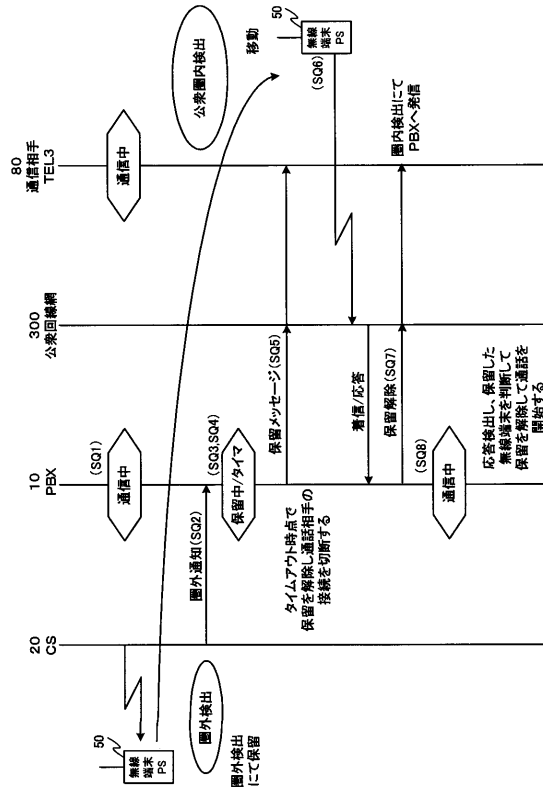 50
無線
端末
PS
圏外検出
にて保留
圏外検出
20
CS
圏外通知(SQ2)
10
PBX
(SQ1)
通信中
(SQ3,SQ4)
保留中/タイマ
タイムアウト時点で
保留を解除し通話相手の
接続を切断する
保留メッセージ(SQ5)
着信/応答
保留解除(SQ7)
(SQ8)
通信中
応答検出し、保留した
無線端末を判断して
保留を解除して通話を
開始する
300
公衆回線網
80
通信相手
TEL3
通信中
公衆圏内検出
移動
50
無線
端末
PS
(SQ6)
圏内検出にて
PBXへ発信